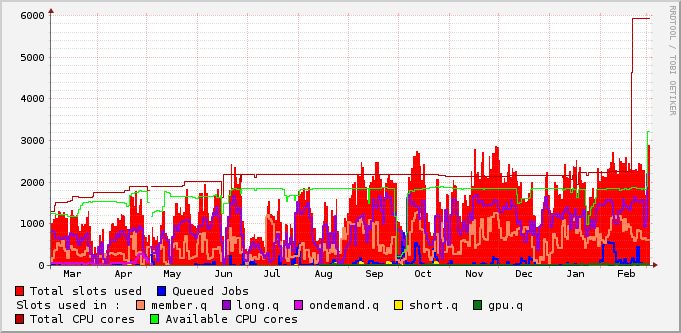 RRDTOOL / TOBI OETIKER
6000
5000
4000
3000
2000
1000
0
Mar Apr May Jun Jul Aug Sep Oct Nov Dec Jan Feb
Total slots used Queued Jobs
Slots used in : member.q long.q ondemand.q short.q gpu.q
Total CPU cores Available CPU cores